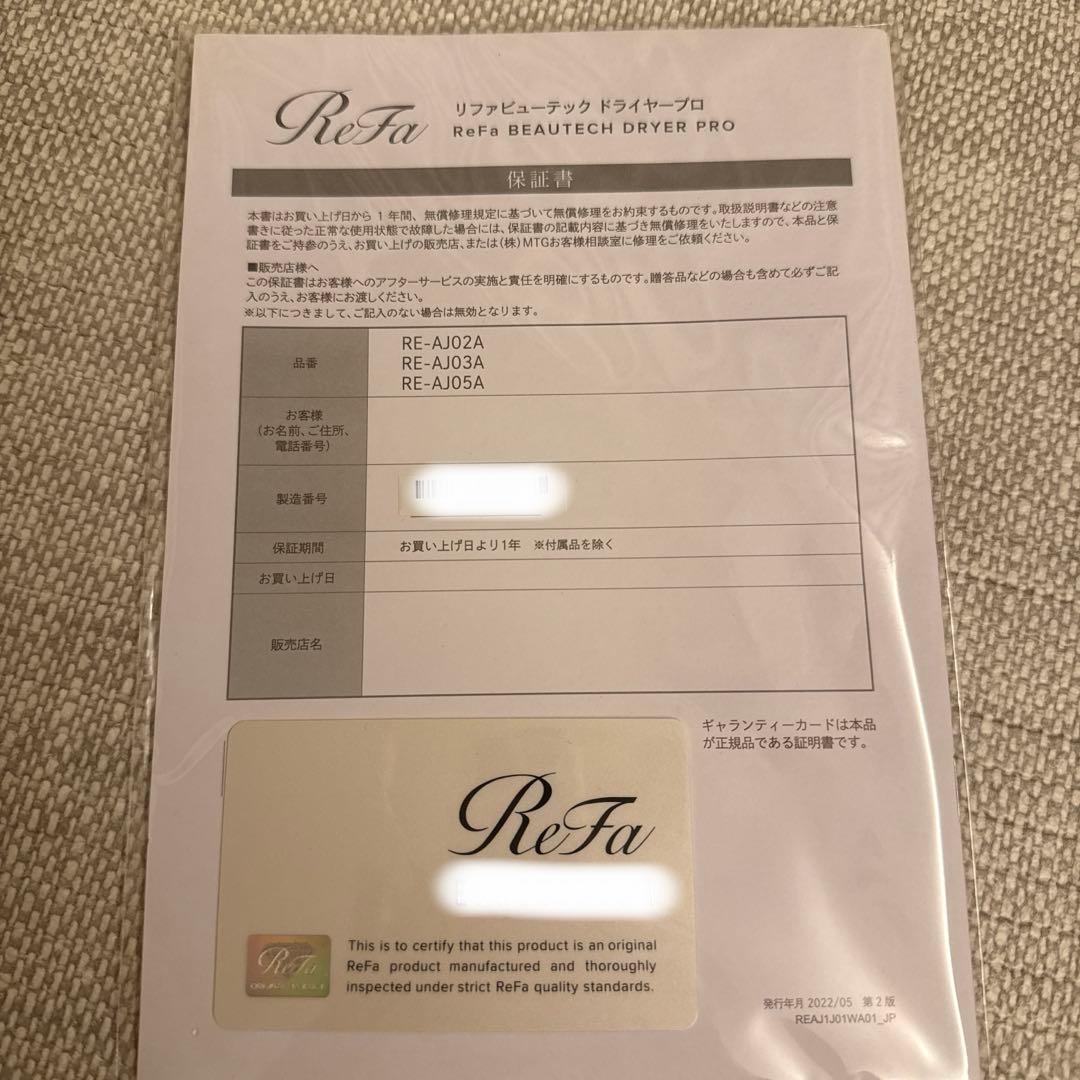 ReFa
リファビューテック ドライヤープロ
ReFa BEAUTECH DRYER PRO
保証書
本書はお買い上げ日から 1 年間、無償修理規定に基づいて無償修理をお約束するものです。取扱説明書などの注意
書きに従った正常な使用状態で故障した場合には、保証書の記載内容に基づき無償修理をいたしますので、本品と保
証書をご持参のうえ、お買い上げの販売店、または(株)MTGお客様相談室に修理をご依頼ください。
■販売店様へ
この保証書はお客様へのアフターサービスの実施と責任を明確にするものです。贈答品などの場合も含めて必ずご記
入のうえ、お客様にお渡しください。
※以下につきまして、ご記入のない場合は無効となります。
品番
RE-AJ02A
RE-AJ03A
RE-AJ05A
お客様
(お名前、ご住所、
電話番号)
製造番号
保証期間
お買い上げ日より1年 ※付属品を除く
お買い上げ日
販売店名
ギャランティーカードは本品
が正規品である証明書です。
ReFa
This is to certify that this product is an original
ReFa product manufactured and thoroughly
inspected under strict ReFa quality standards.
ReFa
発行年月 2022/05 第2版
REAJ1J01WA01_JP